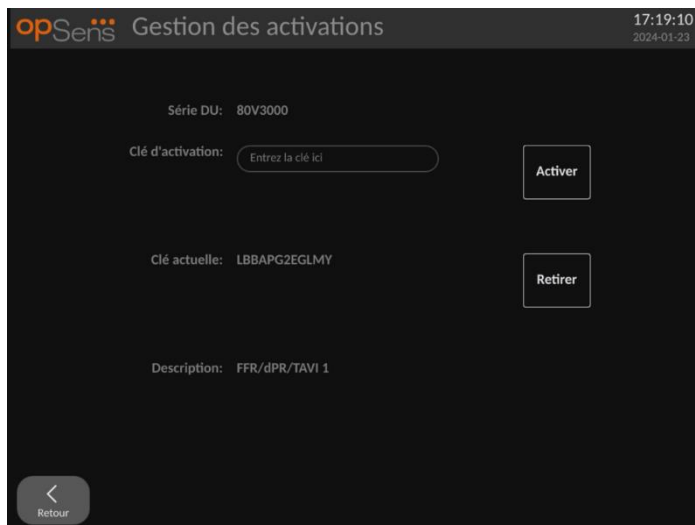 opSens Gestion des activations
17:19:10
2024-01-23
Série DU: 80V3000
Clé d'activation: Entrez la clé ici
Activer
Clé actuelle: LBBAPG2EGLMY
Retirer
Description: FFR/dPR/TAVI 1
Retour